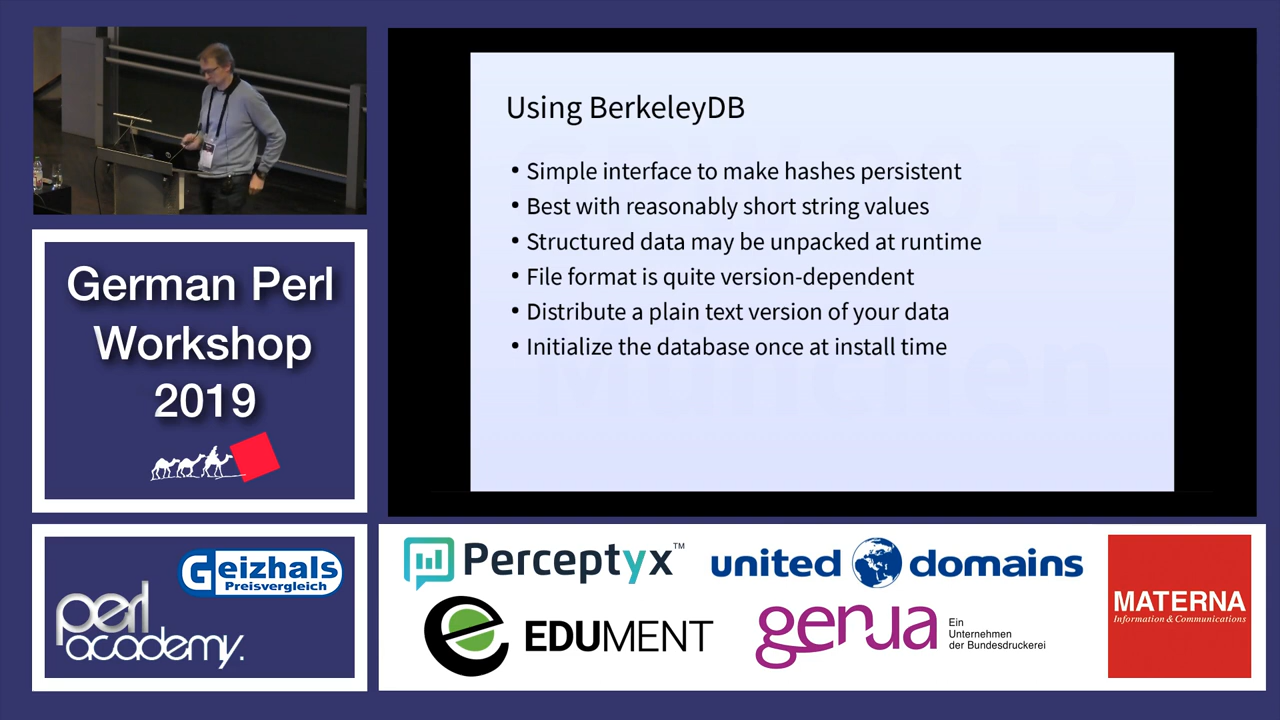 Using BerkeleyDB
• Simple interface to make hashes persistent
• Best with reasonably short string values
• Structured data may be unpacked at runtime
• File format is quite version-dependent
• Distribute a plain text version of your data
• Initialize the database once at install time
German Perl
Workshop
2019
Geizhals
Preisvergleich
perl
academy.
Perceptyx™
united domains
EDUMENT
genua
Ein
Unternehmen
der Bundesdruckerei
MATERNA
Information & Communications